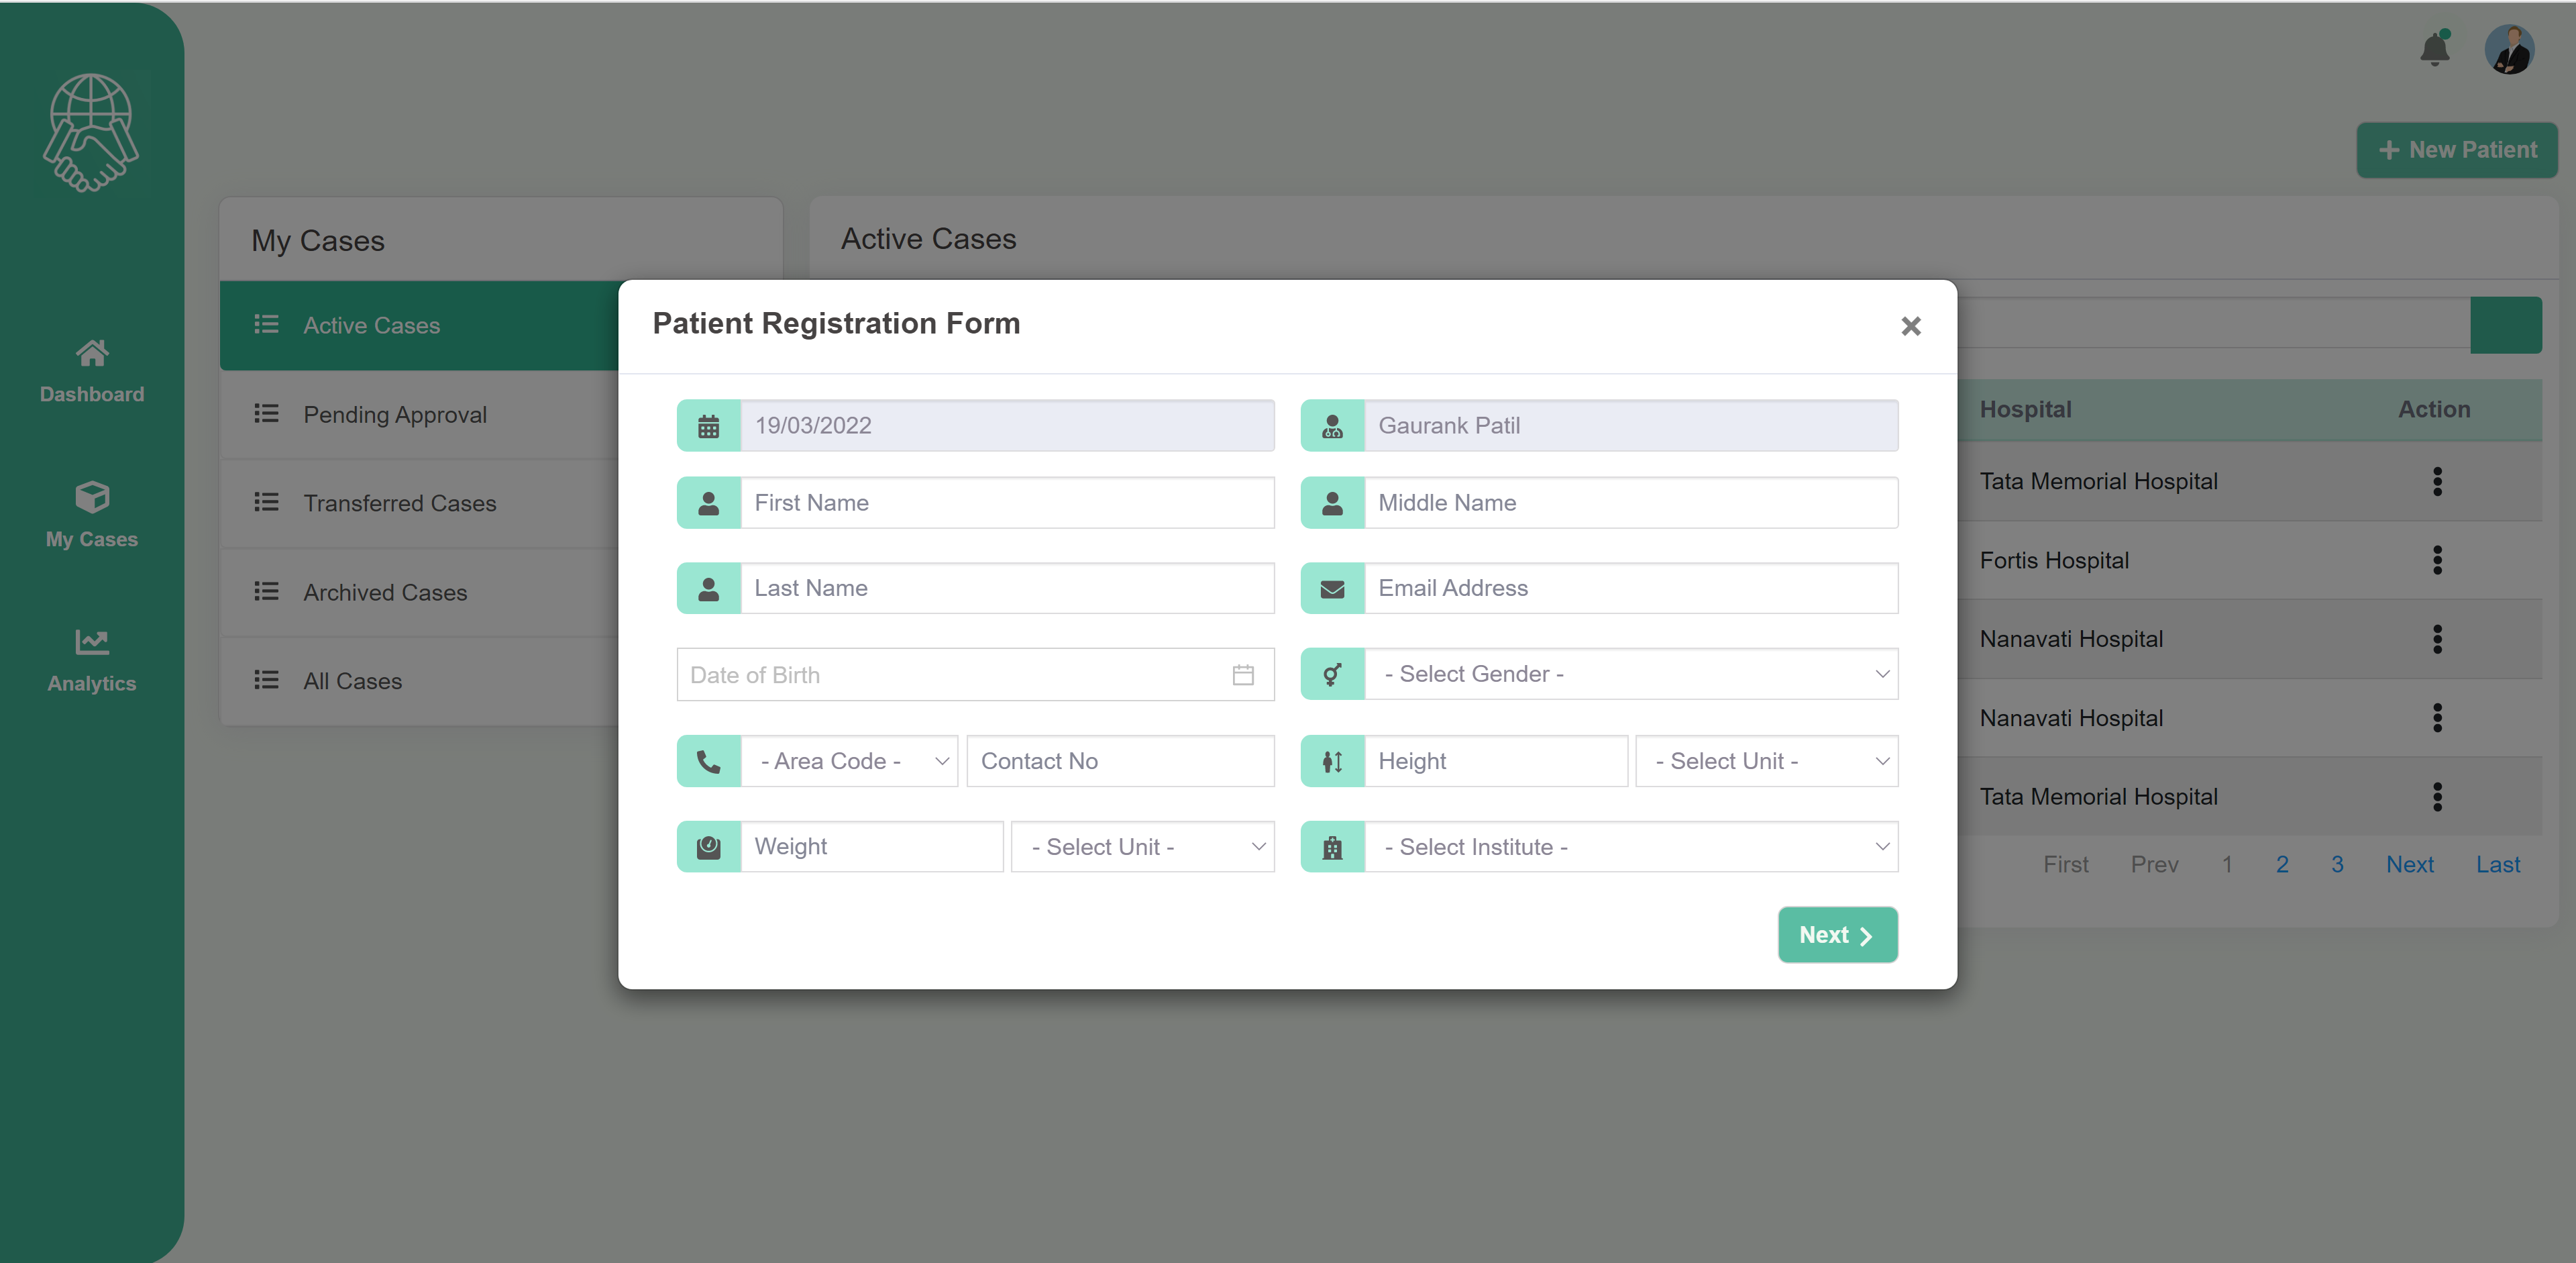 New Patient
My Cases
Active Cases
Patient Registration Form
Dashboard
My Cases
Analytics
Active Cases
Pending Approval
Transferred Cases
Archived Cases
All Cases
19/03/2022
Gaurank Patil
First Name
Middle Name
Last Name
Email Address
Date of Birth
- Select Gender -
- Area Code -
Contact No
Height
- Select Unit -
Weight
- Select Unit -
- Select Institute -
Next
Hospital
Action
Tata Memorial Hospital
Fortis Hospital
Nanavati Hospital
Nanavati Hospital
Tata Memorial Hospital
First Prev 1 2 3 Next Last